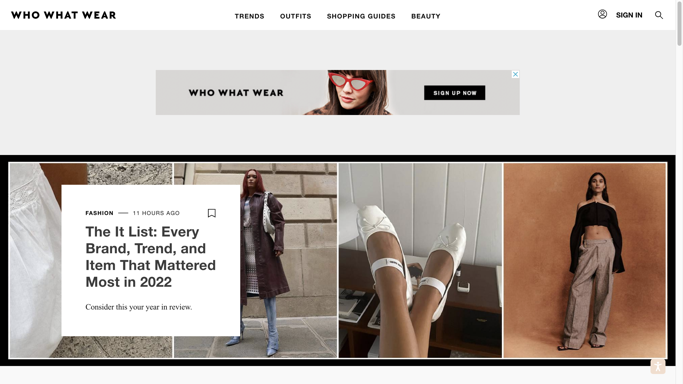 WHO WHAT WEAR
TRENDS
OUTFITS
SHOPPING GUIDES
BEAUTY
SIGN IN
WHO WHAT WEAR
SIGN UP NOW
FASHION — 11 HOURS AGO
The It List: Every
Brand, Trend, and
Item That Mattered
Most in 2022
Consider this your year in review.